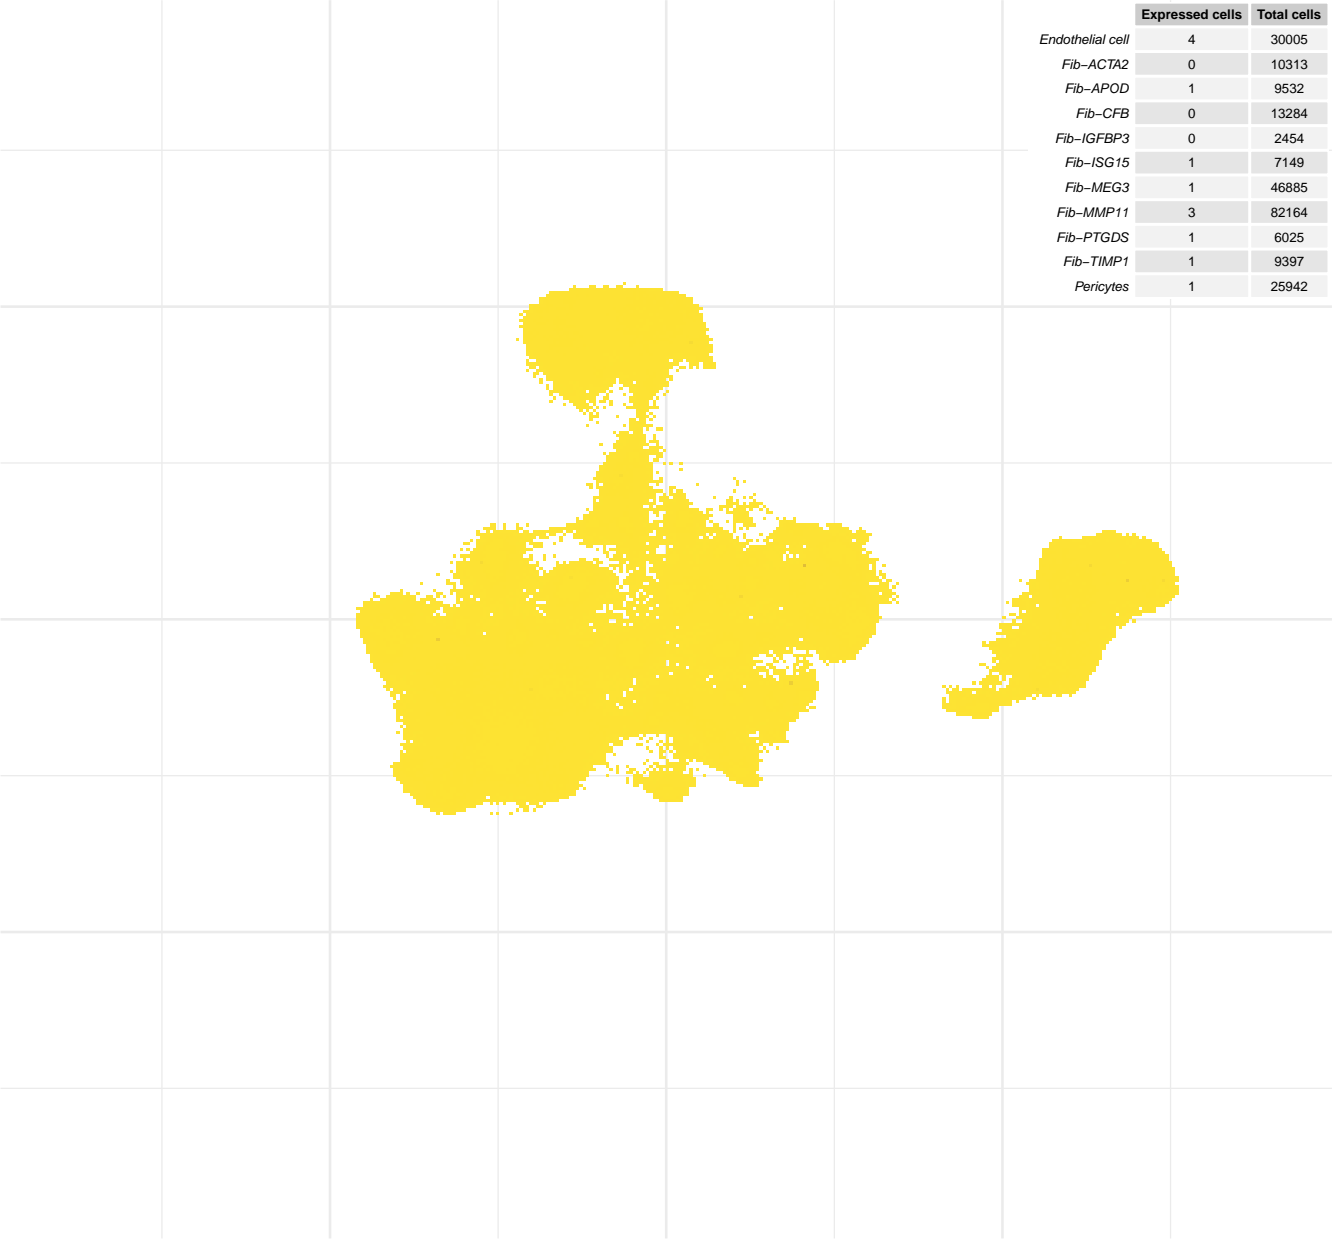 Expressed cells Total cells
Endothelial cell 4 30005
Fib−ACTA2 0 10313
Fib−APOD 1 9532
Fib−CFB 0 13284
Fib−IGFBP3 0 2454
Fib−ISG15 1 7149
Fib−MEG3 1 46885
Fib−MMP11 3 82164
Fib−PTGDS 1 6025
Fib−TIMP1 1 9397
Pericytes 1 25942